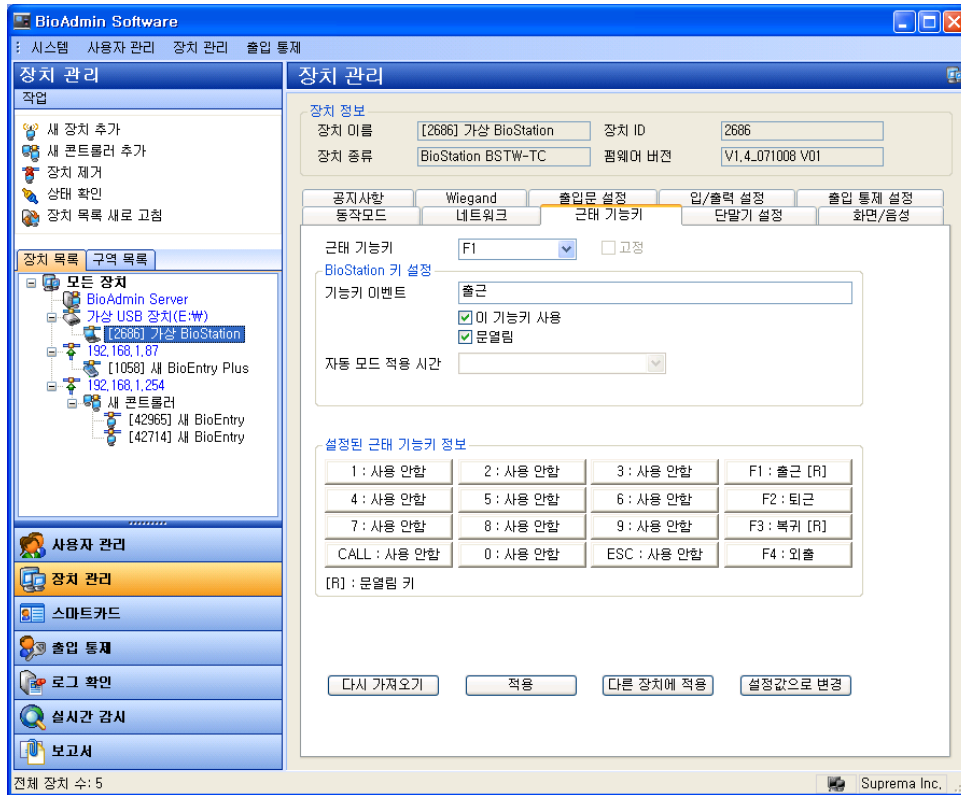 BioAdmin Software
시스템 사용자 관리 장치 관리 출입 통제
장치 관리
작업
새 장치 추가
새 콘트롤러 추가
장치 제거
상태 확인
장치 목록 새로 고침
장치 목록 구역 목록
모든 장치
BioAdmin Server
가상 USB 장치(E:₩)
[2686] 가상 BioStation
192.168.1.87
[1058] 새 BioEntry Plus
192.168.1.254
새 콘트롤러
[42965] 새 BioEntry
[42714] 새 BioEntry
사용자 관리
장치 관리
스마트카드
출입 통제
로그 확인
실시간 감시
보고서
장치 관리
장치 정보
장치 이름 [2686] 가상 BioStation 장치 ID 2686
장치 종류 BioStation BSTW-TC 펌웨어 버전 V1.4_071008 V01
공지사항 Wiegand 출입문 설정 입/출력 설정 출입 통제 설정
동작모드 네트워크 근태 기능키 단말기 설정 화면/음성
근태 기능키 F1 고정
BioStation 키 설정
기능키 이벤트 출근
이 기능키 사용
문열림
자동 모드 적용 시간
설정된 근태 기능키 정보
1 : 사용 안함 2 : 사용 안함 3 : 사용 안함 F1 : 출근 [R]
4 : 사용 안함 5 : 사용 안함 6 : 사용 안함 F2 : 퇴근
7 : 사용 안함 8 : 사용 안함 9 : 사용 안함 F3 : 복귀 [R]
CALL : 사용 안함 0 : 사용 안함 ESC : 사용 안함 F4 : 외출
[R] : 문열림 키
다시 가져오기 적용 다른 장치에 적용 설정값으로 변경
전체 장치 수: 5 Suprema Inc.